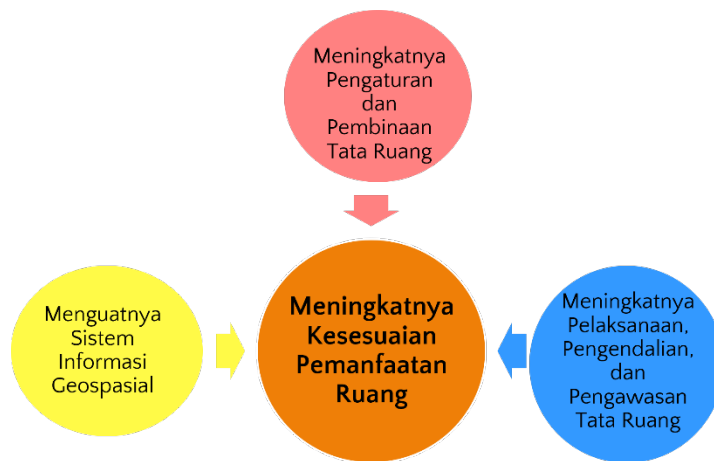 Meningkatnya
Pengaturan
dan
Pembinaan
Tata Ruang
Menguatnya
Sistem
Informasi
Geospasial
Meningkatnya
Kesesuaian
Pemanfaatan
Ruang
Meningkatnya
Pelaksanaan,
Pengendalian,
dan
Pengawasan
Tata Ruang